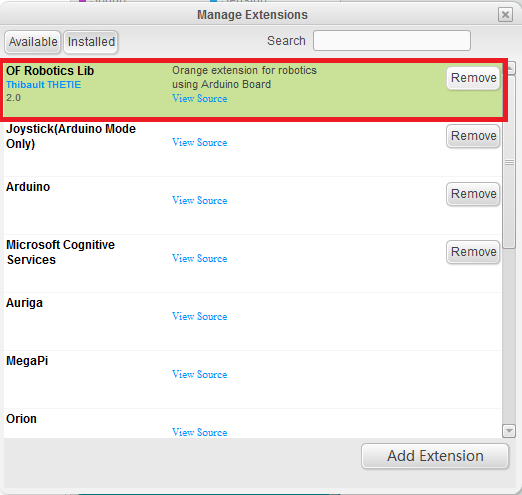 Manage Extensions
Available
Installed
Search
OF Robotics Lib
Thibault THETIE
2.0
Orange extension for robotics
using Arduino Board
View Source
Remove
Joystick(Arduino Mode
Only)
View Source
Remove
Arduino
View Source
Remove
Microsoft Cognitive
Services
View Source
Remove
Auriga
View Source
MegaPi
View Source
Orion
View Source
Add Extension